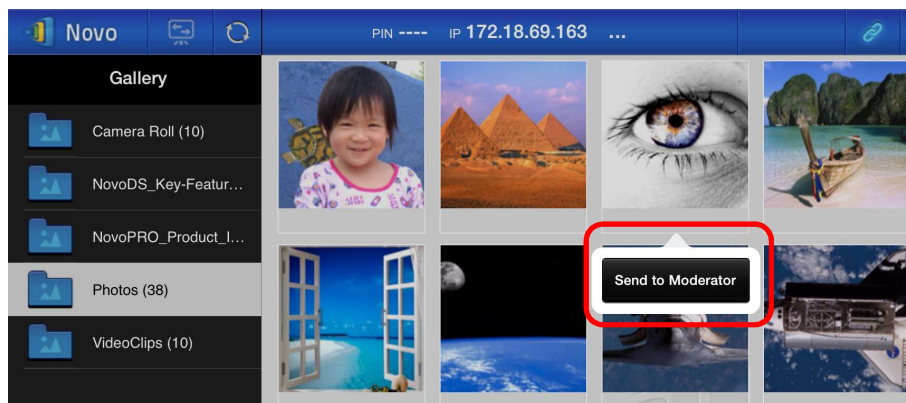 Novo
PIN ---- IP 172.18.69.163 ...
Gallery
Camera Roll (10)
NovoDS_Key-Featur...
NovoPRO_Product_I...
Photos (38)
VideoClips (10)
Send to Moderator